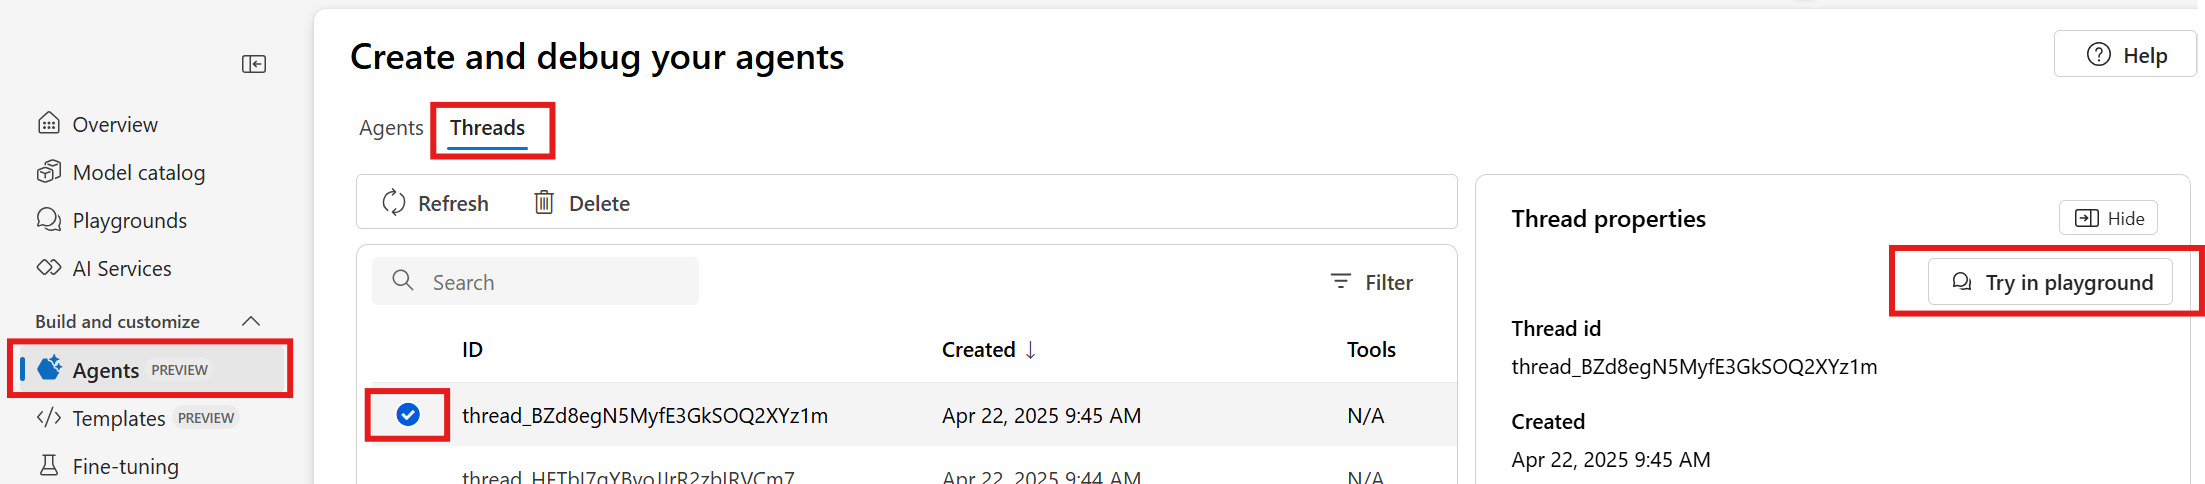 Create and debug your agents
Help
Overview
Model catalog
Playgrounds
AI Services
Build and customize
Agents PREVIEW
Templates PREVIEW
Fine-tuning
Agents Threads
Refresh Delete
Search
Filter
ID Created ↓ Tools
thread_BZd8egN5MyfE3GkSOQ2XYz1m Apr 22, 2025 9:45 AM N/A
Apr 22, 2025 9:44 AM N/A
Thread properties
Hide
Try in playground
Thread id
thread_BZd8egN5MyfE3GkSOQ2XYz1m
Created
Apr 22, 2025 9:45 AM